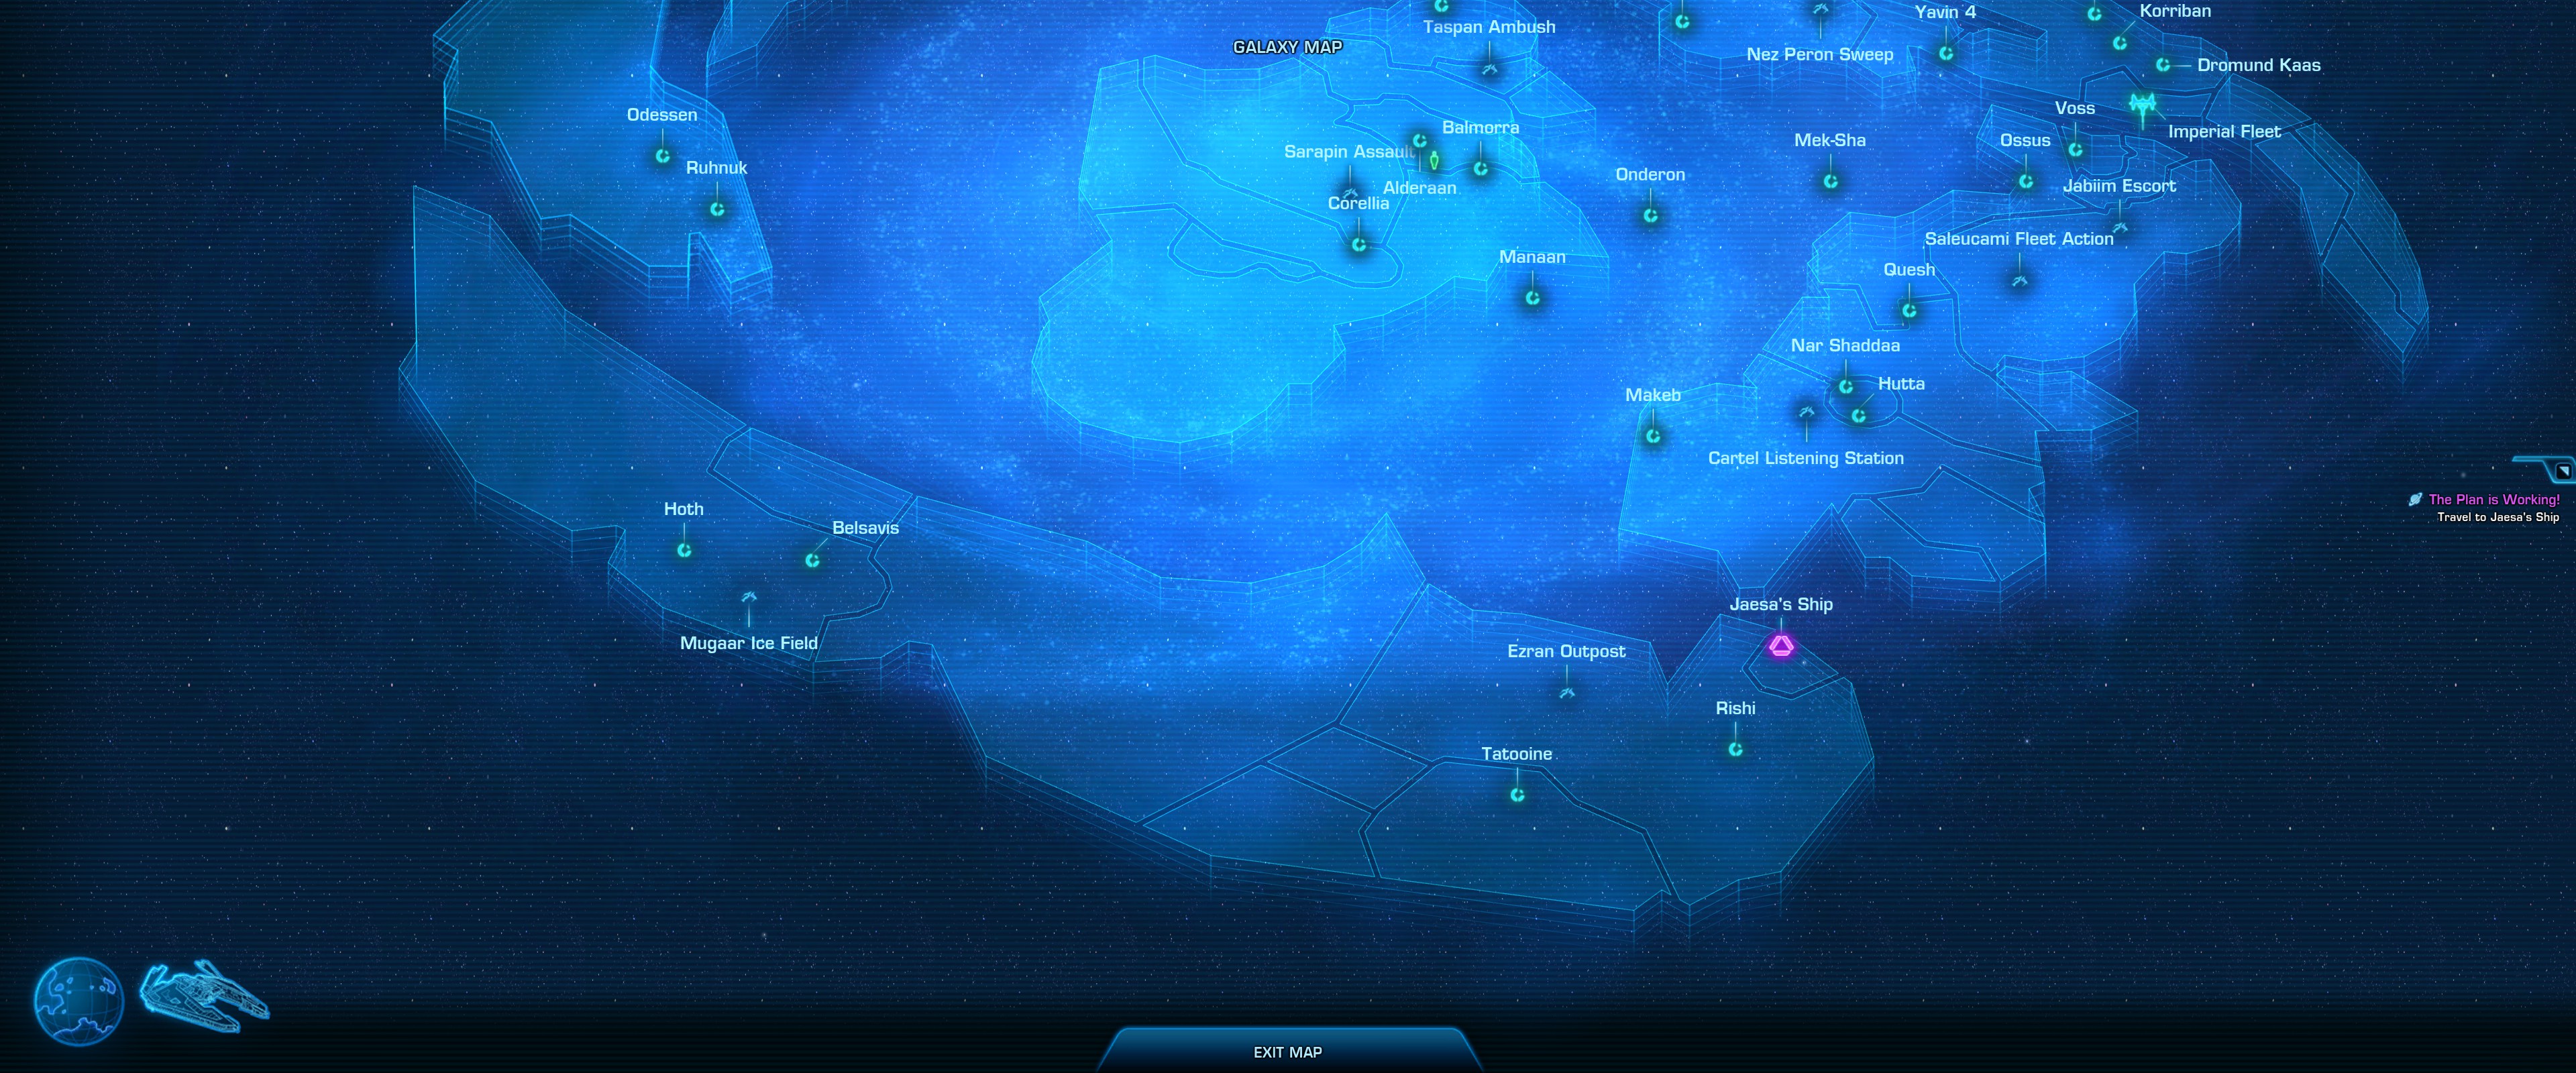 Korriban
Yavin 4
Taspan Ambush
GALAXY MAP
Nez Peron Sweep
Dromund Kaas
Voss
Odessen
Balmorra
Imperial Fleet
Mek-Sha
Ossus
Sarapin Assault
Ruhnuk
Onderon
Jabiim Escort
Alderaan
Corellia
Saleucami Fleet Action
Manaan
Quesh
Nar Shaddaa
Hutta
Makeb
Cartel Listening Station
The Plan is Working!
Hoth
Travel to Jaesa's Ship
Belsavis
Jaesa's Ship
Mugaar Ice Field
Ezran Outpost
Rishi
Tatooine
EXIT MAP